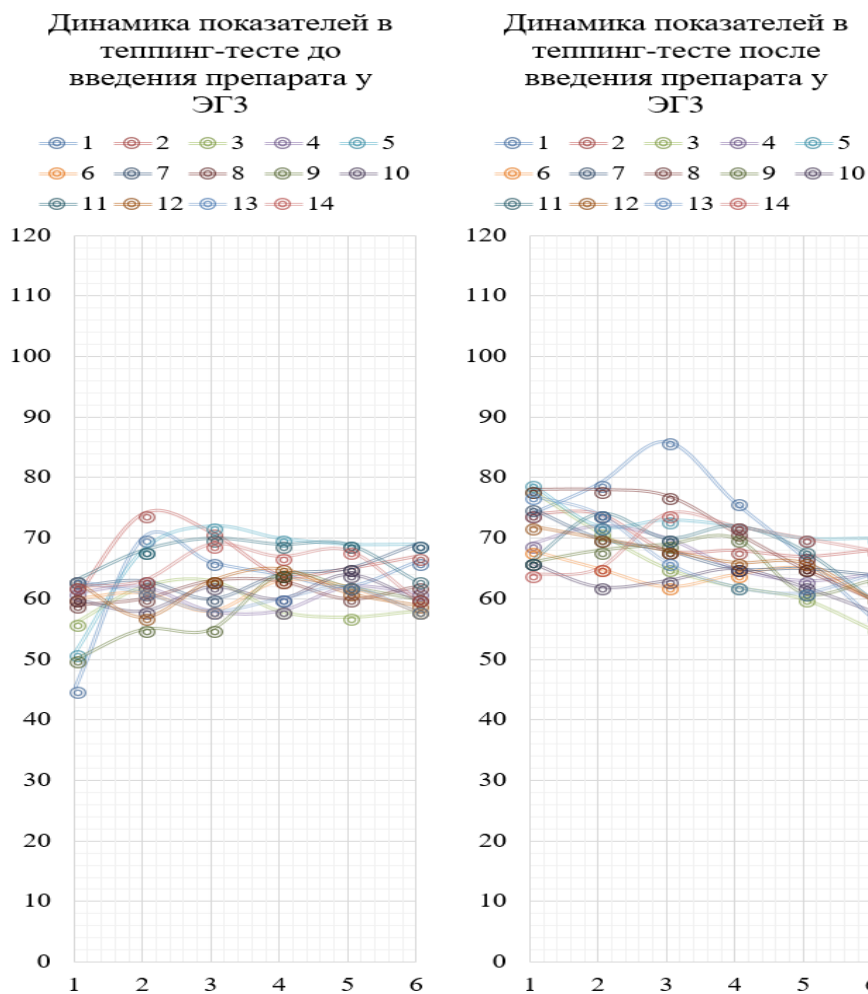 Динамика показателей в
теппинг-тесте до
введения препарата у
ЭГ3
1 2 3 4 5
6 7 8 9 10
11 12 13 14
120
110
100
90
80
70
60
50
40
30
20
10
0
1 2 3 4 5 6
Динамика показателей в
теппинг-тесте после
введения препарата у
ЭГ3
1 2 3 4 5
6 7 8 9 10
11 12 13 14
120
110
100
90
80
70
60
50
40
30
20
10
0
1 2 3 4 5